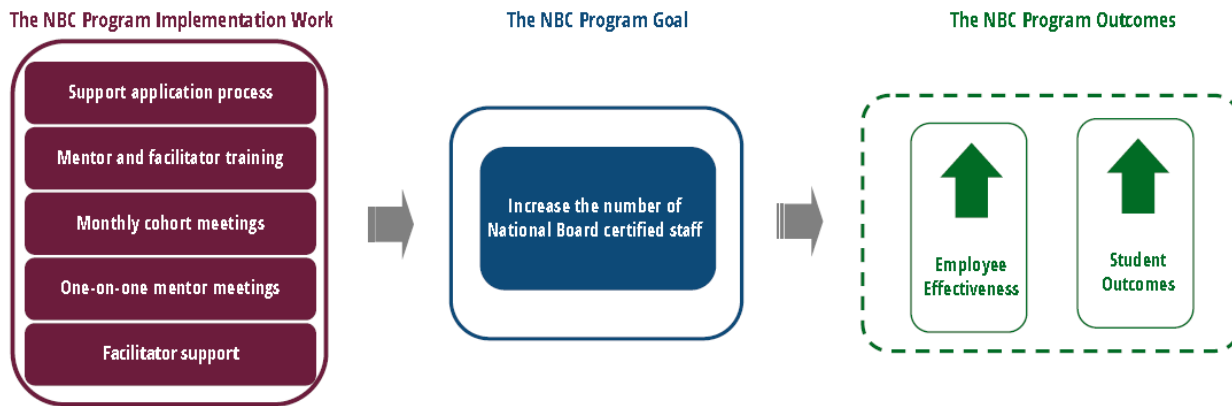 The NBC Program Implementation Work
Support application process
Mentor and facilitator training
Monthly cohort meetings
One-on-one mentor meetings
Facilitator support
The NBC Program Goal
Increase the number of
National Board certified staff
The NBC Program Outcomes
Employee
Effectiveness
Student
Outcomes